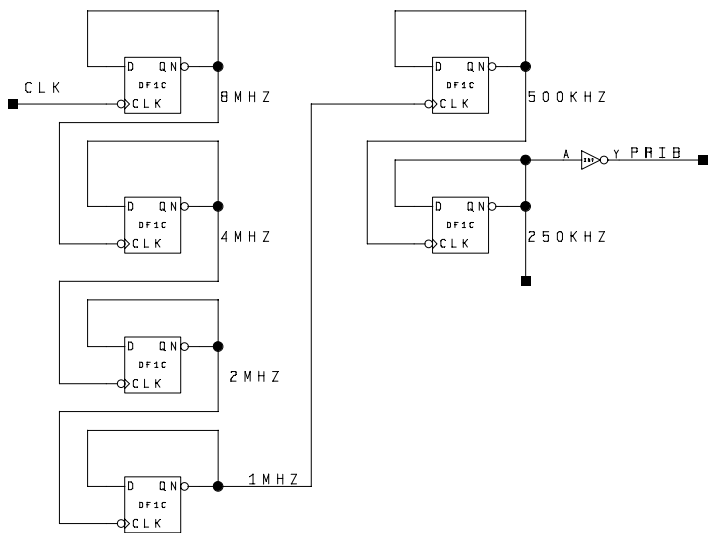 CLK
D QN
DF1C
CLK
8MHZ
D QN
DF1C
CLK
4MHZ
D QN
DF1C
CLK
2MHZ
D QN
DF1C
CLK
1MHZ
D QN
DF1C
CLK
500KHZ
D QN
DF1C
CLK
250KHZ
A
INV
Y PRIB